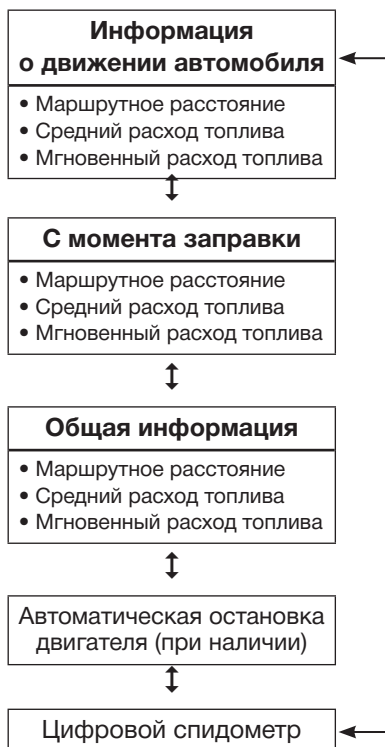 Информация
о движении автомобиля
• Маршрутное расстояние
• Средний расход топлива
• Мгновенный расход топлива
С момента заправки
• Маршрутное расстояние
• Средний расход топлива
• Мгновенный расход топлива
Общая информация
• Маршрутное расстояние
• Средний расход топлива
• Мгновенный расход топлива
Автоматическая остановка
двигателя (при наличии)
Цифровой спидометр